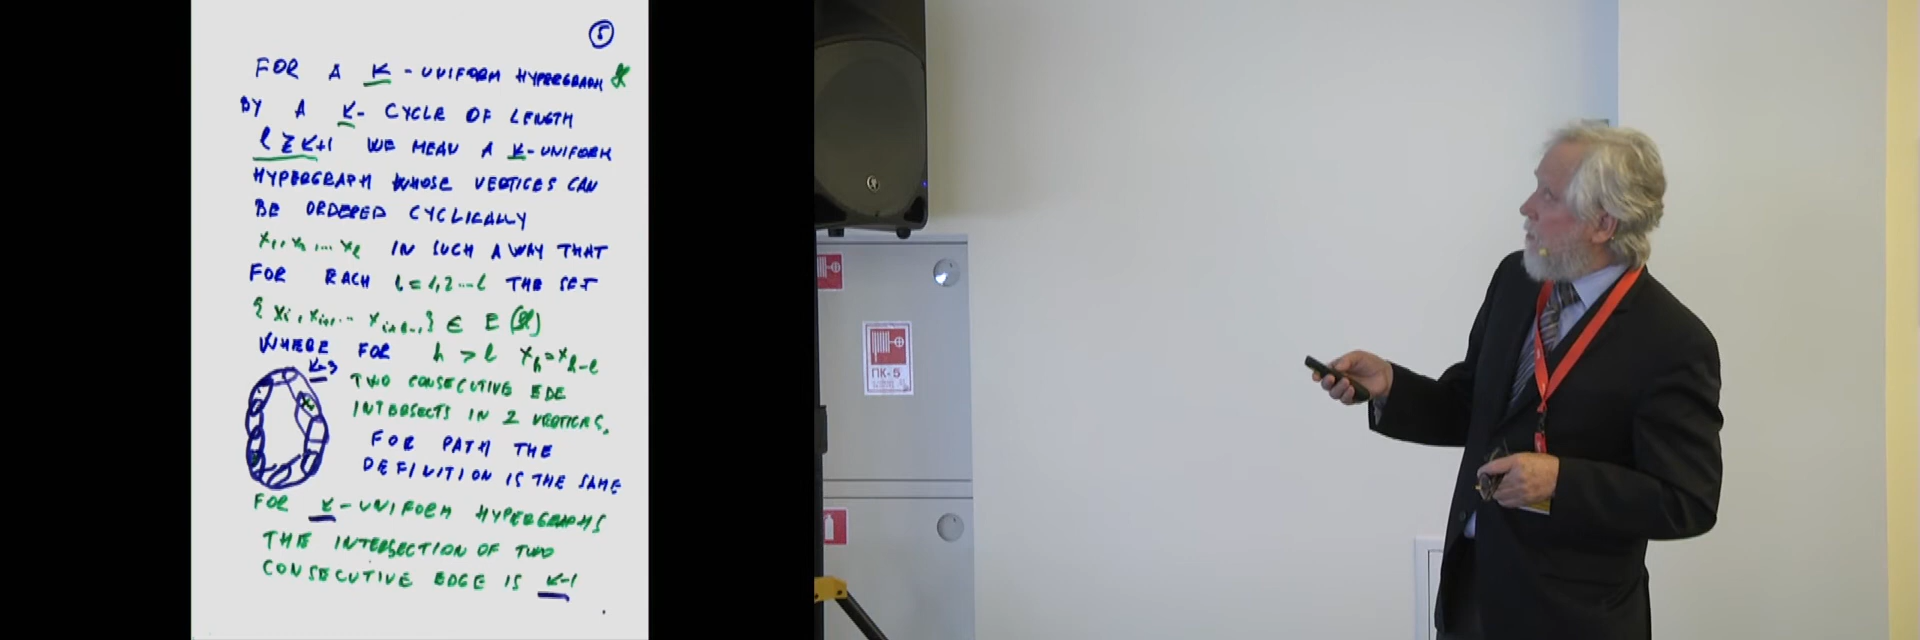 5
FOR A K - UNIFORM HYPERGRAPH H
BY A K- CYCLE OF LENGTH
l ≥ K+1 WE MEAN A K-UNIFORM
HYPERGRAPH WHOSE VERTICES CAN
BE ORDERED CYCLICALLY
x₁, x₂ ... xₗ IN SUCH A WAY THAT
FOR EACH i = 1,2 ... l THE SET
{ xᵢ, xᵢ₊₁, ... xᵢ₊ₖ₋₁ } ∈ E (H)
WHERE FOR h > l xₕ = xₕ₋ₗ
K=3
TWO CONSECUTIVE EDE
INTERSECTS IN 2 VERTICES.
FOR PATH THE
DEFINITION IS THE SAME
FOR K-UNIFORM HYPERGRAPHS
THE INTERSECTION OF TWO
CONSECUTIVE EDGE IS K-1
ПК-5